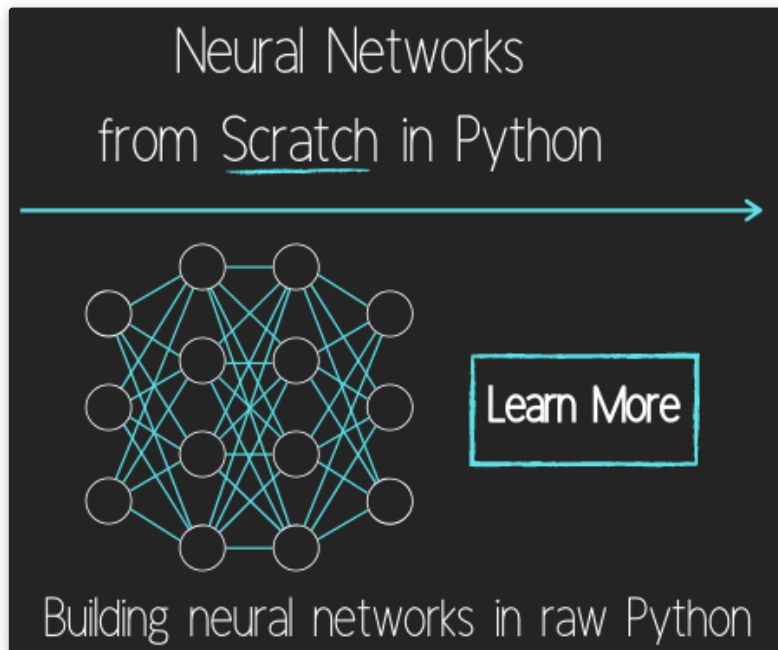 Neural Networks
from Scratch in Python
Learn More
Building neural networks in raw Python